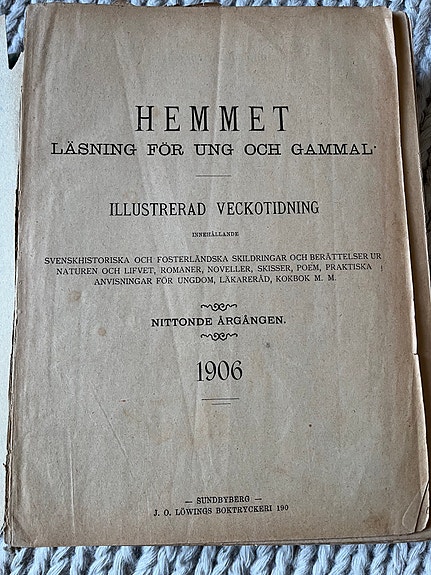 HEMMET
LÄSNING FÖR UNG OCH GAMMAL
ILLUSTRERAD VECKOTIDNING
INNEHÅLLANDE
SVENSKHISTORISKA OCH FOSTERLÄNDSKA SKILDRINGAR OCH BERÄTTELSER UR
NATUREN OCH LIFVET, ROMANER, NOVELLER, SKISSER, POEM, PRAKTISKA
ANVISNINGAR FÖR UNGDOM, LÄKARERÅD, KOKBOK M. M.
NITTONDE ÅRGÅNGEN.
1906
— SUNDBYBERG —
J. O. LÖWINGS BOKTRYCKERI 190